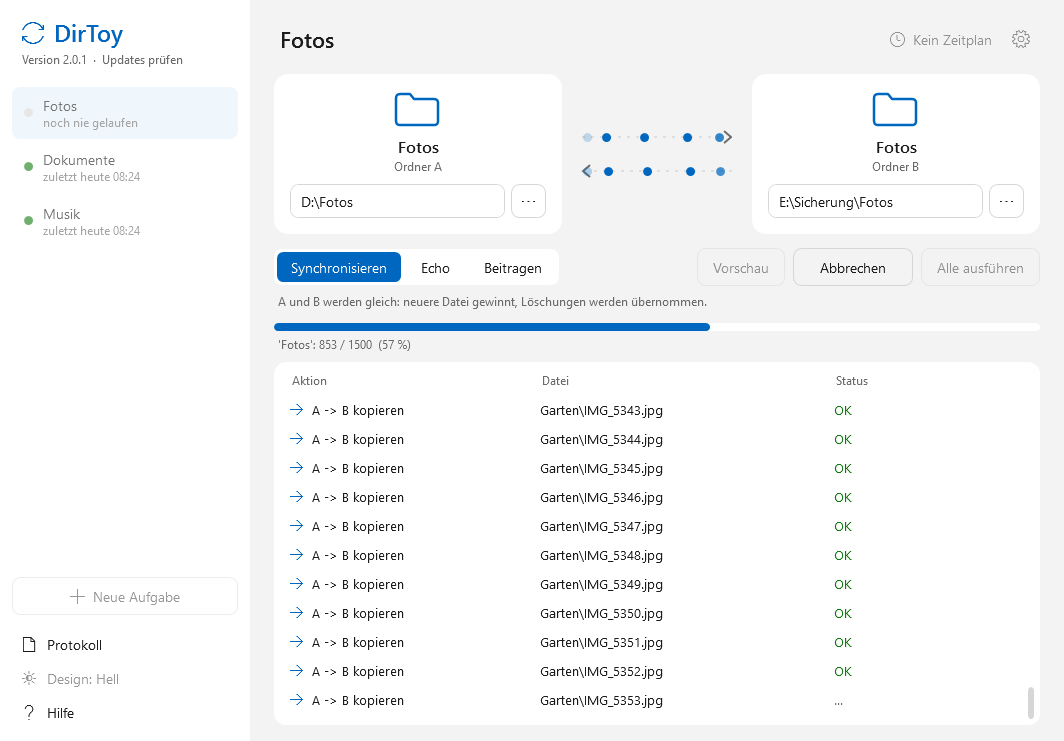 DirToy
Version 2.0.1 · Updates prüfen
Fotos
noch nie gelaufen
Dokumente
zuletzt heute 08:24
Musik
zuletzt heute 08:24
Neue Aufgabe
Protokoll
Design: Hell
? Hilfe
Fotos
Kein Zeitplan
Fotos
Ordner A
D:\Fotos ...
Fotos
Ordner B
E:\Sicherung\Fotos ...
Synchronisieren Echo Beitragen
Vorschau Abbrechen Alle ausführen
A und B werden gleich: neuere Datei gewinnt, Löschungen werden übernommen.
'Fotos': 853 / 1500 (57 %)
Aktion Datei Status
A -> B kopieren Garten\IMG_5343.jpg OK
A -> B kopieren Garten\IMG_5344.jpg OK
A -> B kopieren Garten\IMG_5345.jpg OK
A -> B kopieren Garten\IMG_5346.jpg OK
A -> B kopieren Garten\IMG_5347.jpg OK
A -> B kopieren Garten\IMG_5348.jpg OK
A -> B kopieren Garten\IMG_5349.jpg OK
A -> B kopieren Garten\IMG_5350.jpg OK
A -> B kopieren Garten\IMG_5351.jpg OK
A -> B kopieren Garten\IMG_5352.jpg OK
A -> B kopieren Garten\IMG_5353.jpg ...